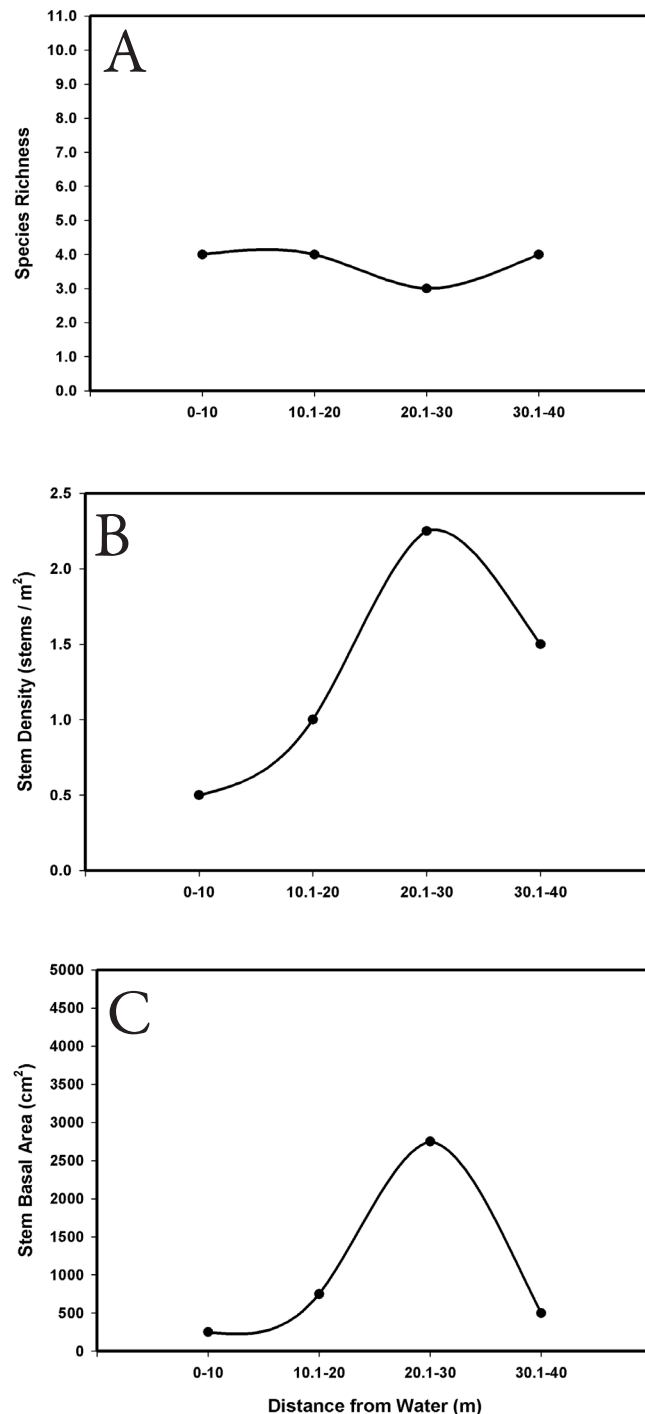 A
Species Richness
11.0
10.0
9.0
8.0
7.0
6.0
5.0
4.0
3.0
2.0
1.0
0.0
0-10 10.1-20 20.1-30 30.1-40
B
Stem Density (stems / m²)
2.5
2.0
1.5
1.0
0.5
0.0
0-10 10.1-20 20.1-30 30.1-40
C
Stem Basal Area (cm²)
5000
4500
4000
3500
3000
2500
2000
1500
1000
500
0
0-10 10.1-20 20.1-30 30.1-40
Distance from Water (m)